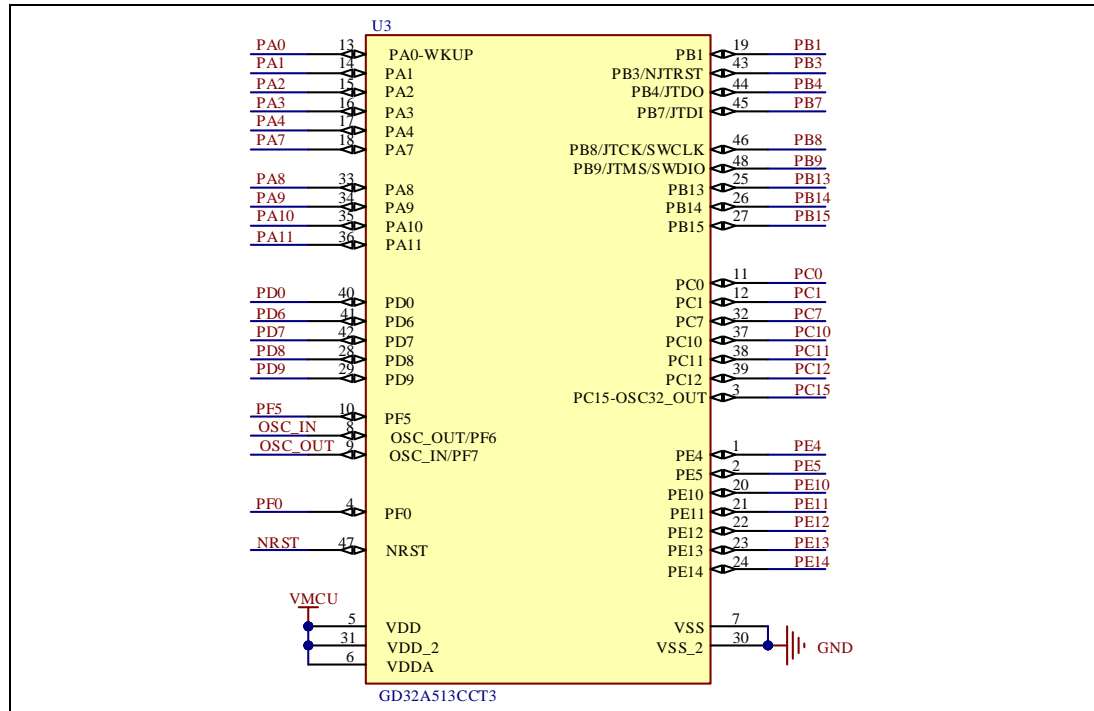 U3
PA0 13 PA0-WKUP PB1 19 PB1
PA1 14 PA1 PB3/NJTRST 43 PB3
PA2 15 PA2 PB4/JTDO 44 PB4
PA3 16 PA3 PB7/JTDI 45 PB7
PA4 17 PA4
PA7 18 PA7 PB8/JTCK/SWCLK 46 PB8
PB9/JTMS/SWDIO 48 PB9
PA8 33 PA8 PB13 25 PB13
PA9 34 PA9 PB14 26 PB14
PA10 35 PA10 PB15 27 PB15
PA11 36 PA11
PC0 11 PC0
PD0 40 PD0 PC1 12 PC1
PD6 41 PD6 PC7 32 PC7
PD7 42 PD7 PC10 37 PC10
PD8 28 PD8 PC11 38 PC11
PD9 29 PD9 PC12 39 PC12
PC15-OSC32_OUT 3 PC15
PF5 10 PF5
OSC_IN 8 OSC_OUT/PF6
OSC_OUT 9 OSC_IN/PF7 PE4 1 PE4
PE5 2 PE5
PE10 20 PE10
PF0 4 PF0 PE11 21 PE11
PE12 22 PE12
NRST 47 NRST PE13 23 PE13
PE14 24 PE14
VMCU
5 VDD VSS 7
31 VDD_2 VSS_2 30 GND
6 VDDA
GD32A513CCT3